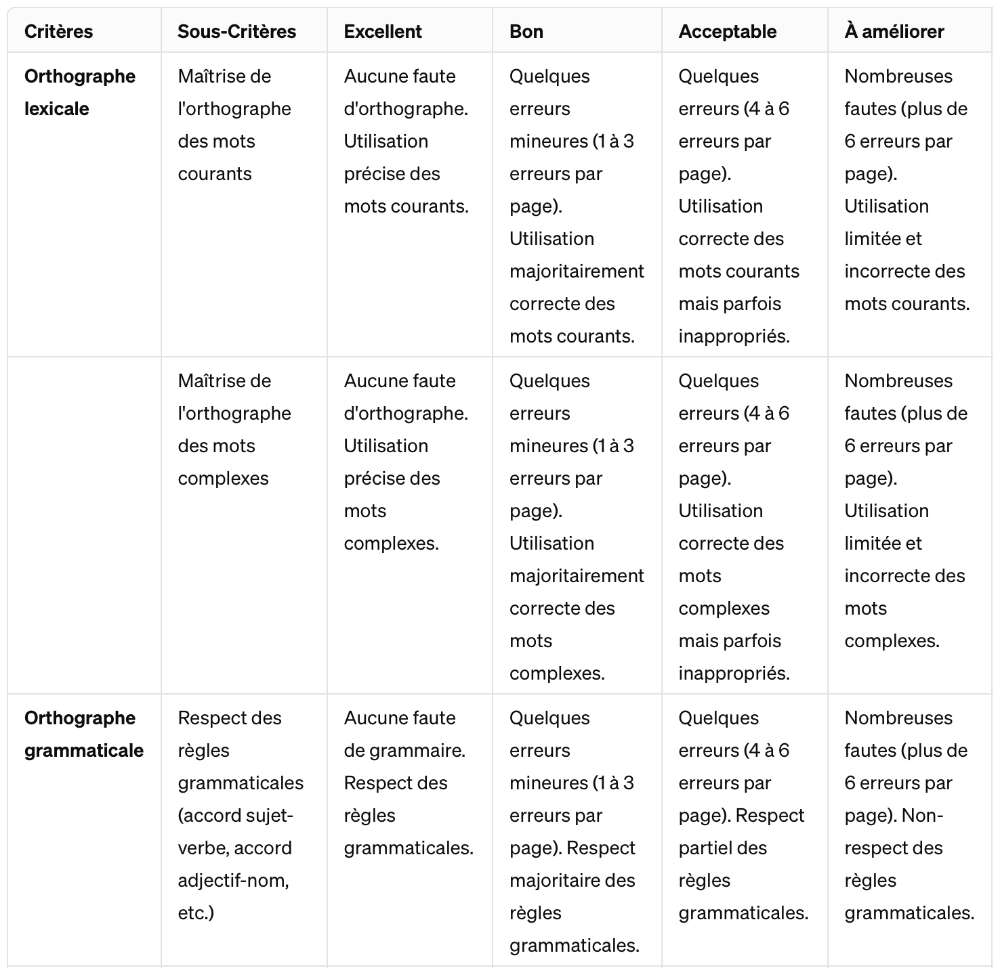 Critères Sous-Critères Excellent Bon Acceptable À améliorer
Orthographe
lexicale
Maîtrise de
l'orthographe
des mots
courants
Aucune faute
d'orthographe.
Utilisation
précise des
mots courants.
Quelques
erreurs
mineures (1 à 3
erreurs par
page).
Utilisation
majoritairement
correcte des
mots courants.
Quelques
erreurs (4 à 6
erreurs par
page).
Utilisation
correcte des
mots courants
mais parfois
inappropriés.
Nombreuses
fautes (plus de
6 erreurs par
page).
Utilisation
limitée et
incorrecte des
mots courants.
Maîtrise de
l'orthographe
des mots
complexes
Aucune faute
d'orthographe.
Utilisation
précise des
mots
complexes.
Quelques
erreurs
mineures (1 à 3
erreurs par
page).
Utilisation
majoritairement
correcte des
mots
complexes.
Quelques
erreurs (4 à 6
erreurs par
page).
Utilisation
correcte des
mots
complexes
mais parfois
inappropriés.
Nombreuses
fautes (plus de
6 erreurs par
page).
Utilisation
limitée et
incorrecte des
mots
complexes.
Orthographe
grammaticale
Respect des
règles
grammaticales
(accord sujet-
verbe, accord
adjectif-nom,
etc.)
Aucune faute
de grammaire.
Respect des
règles
grammaticales.
Quelques
erreurs
mineures (1 à 3
erreurs par
page). Respect
majoritaire des
règles
grammaticales.
Quelques
erreurs (4 à 6
erreurs par
page). Respect
partiel des
règles
grammaticales.
Nombreuses
fautes (plus de
6 erreurs par
page). Non-
respect des
règles
grammaticales.